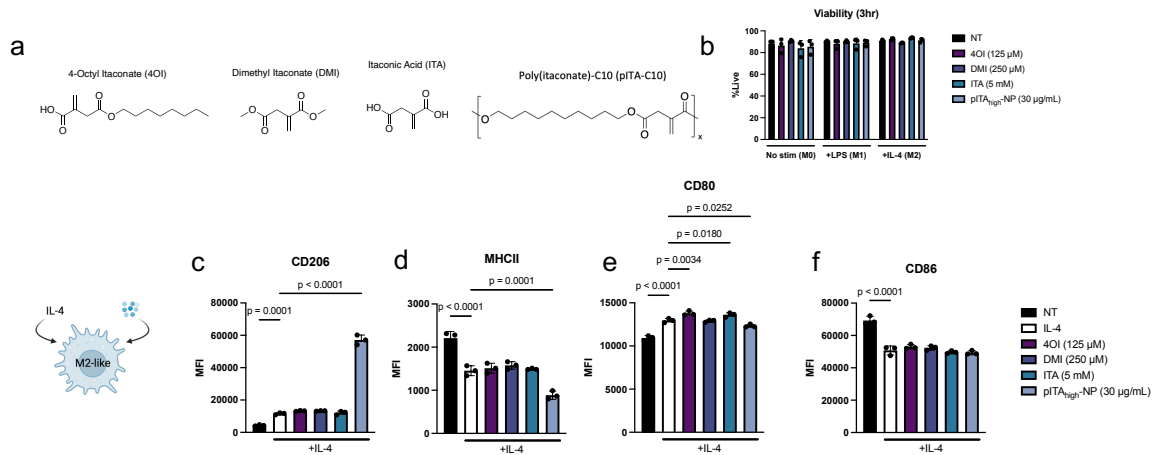 a
4-Octyl Itaconate (4OI)
Dimethyl Itaconate (DMI)
Itaconic Acid (ITA)
Poly(itaconate)-C10 (pITA-C10)
HO
O
O
O
O
O
O
O
HO
O
O
OH
O
O
O
O
x
b
Viability (3hr)
%Live
100
80
60
40
20
0
No stim (M0)
+LPS (M1)
+IL-4 (M2)
NT
4OI (125 µM)
DMI (250 µM)
ITA (5 mM)
pITAhigh-NP (30 µg/mL)
IL-4
M2-like
c
CD206
p < 0.0001
p = 0.0001
MFI
80000
60000
40000
20000
0
+IL-4
d
MHCII
p = 0.0001
p < 0.0001
MFI
3000
2000
1000
0
+IL-4
e
CD80
p = 0.0252
p = 0.0180
p = 0.0034
p < 0.0001
MFI
15000
10000
5000
0
+IL-4
f
CD86
p < 0.0001
MFI
80000
60000
40000
20000
0
+IL-4
NT
IL-4
4OI (125 µM)
DMI (250 µM)
ITA (5 mM)
pITAhigh-NP (30 µg/mL)